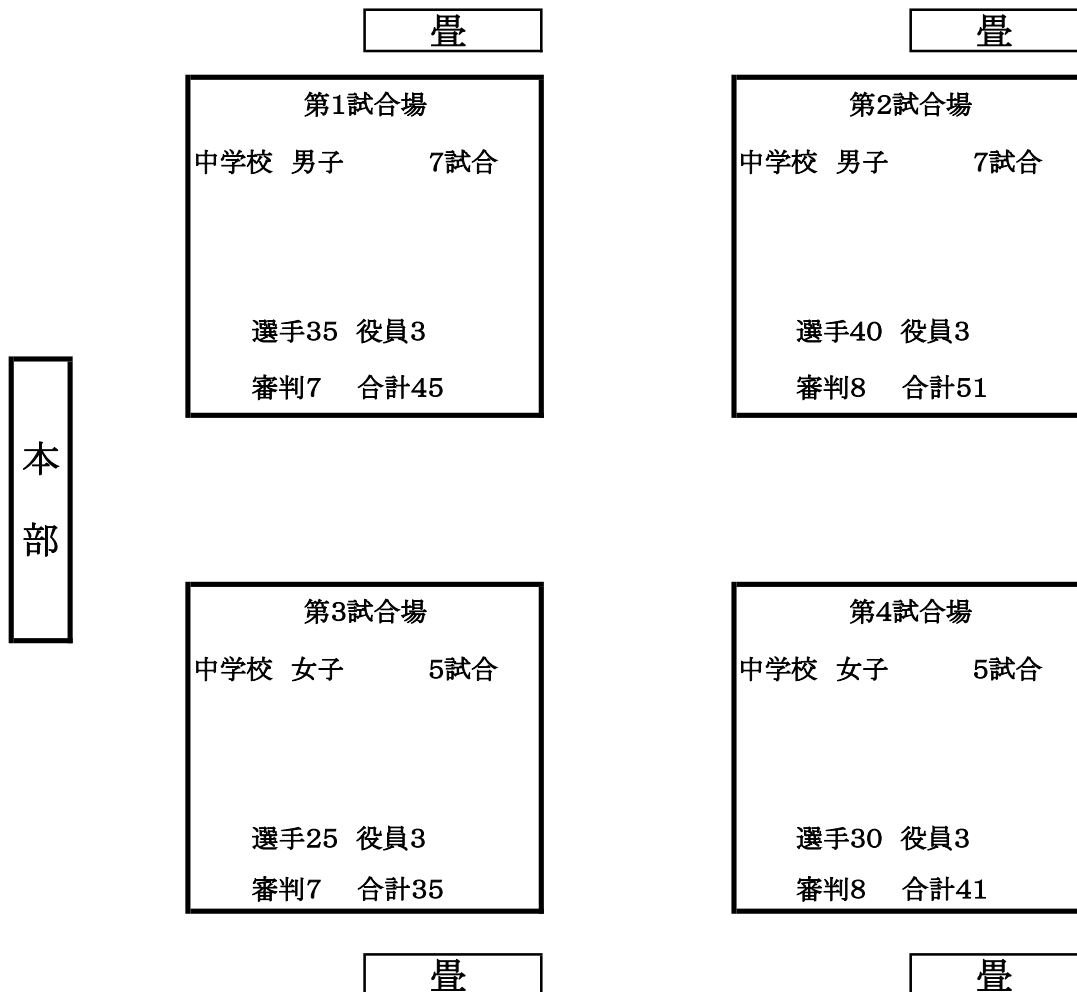 畳
畳
第1試合場
中学校 男子 7試合
選手35 役員3
審判7 合計45
第2試合場
中学校 男子 7試合
選手40 役員3
審判8 合計51
本部
第3試合場
中学校 女子 5試合
選手25 役員3
審判7 合計35
第4試合場
中学校 女子 5試合
選手30 役員3
審判8 合計41
畳
畳